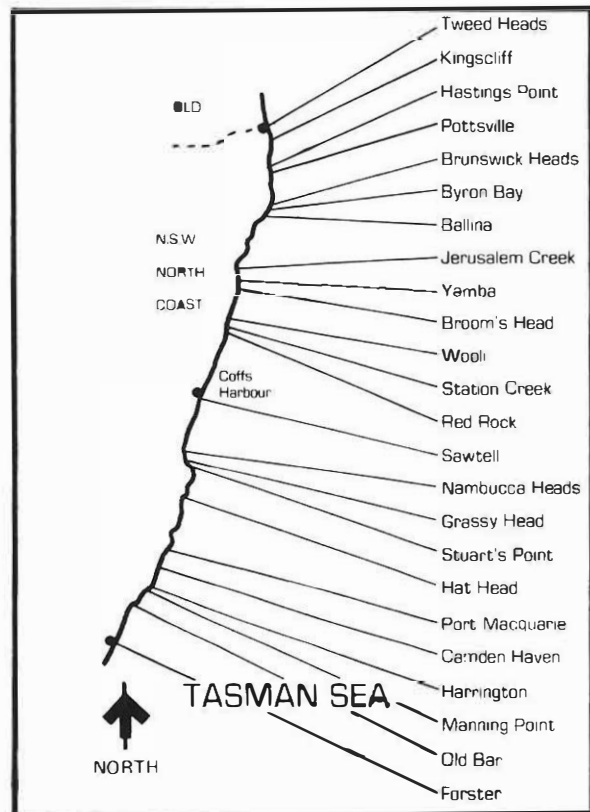 Tweed Heads
Kingscliff
Hastings Point
QLD
Pottsville
Brunswick Heads
Byron Bay
Ballina
N.S.W
NORTH
COAST
Jerusalem Creek
Yamba
Broom's Head
Wooli
Station Creek
Red Rock
Coffs
Harbour
Sawtell
Nambucca Heads
Grassy Head
Stuart's Point
Hat Head
Port Macquarie
Camden Haven
Harrington
TASMAN SEA
Manning Point
Old Bar
NORTH
Forster